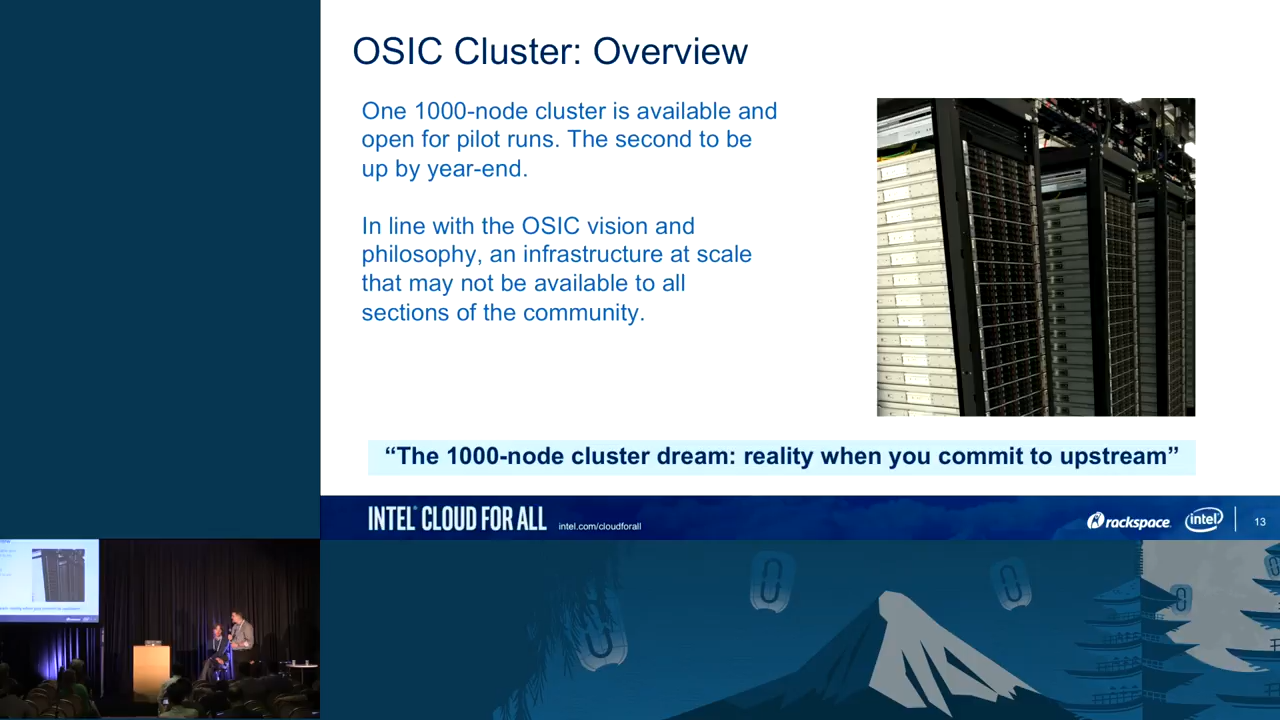 OSIC Cluster: Overview
One 1000-node cluster is available and
open for pilot runs. The second to be
up by year-end.
In line with the OSIC vision and
philosophy, an infrastructure at scale
that may not be available to all
sections of the community.
“The 1000-node cluster dream: reality when you commit to upstream”
INTEL® CLOUD FOR ALL
intel.com/cloudforall
rackspace
intel
13